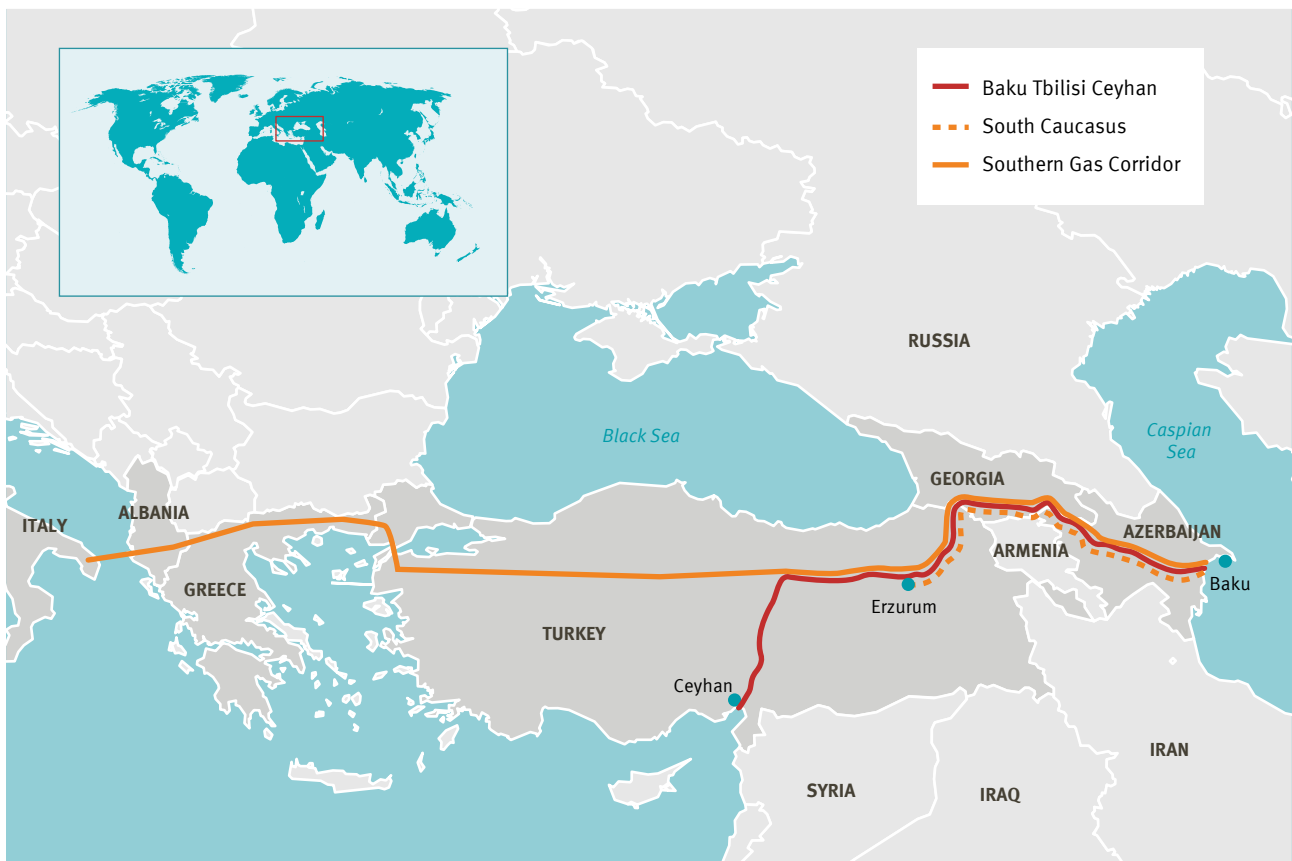 Baku Tbilisi Ceyhan
South Caucasus
Southern Gas Corridor
RUSSIA
Black Sea
Caspian
Sea
GEORGIA
ITALY
ALBANIA
AZERBAIJAN
ARMENIA
GREECE
Baku
Erzurum
TURKEY
Ceyhan
IRAN
SYRIA
IRAQ